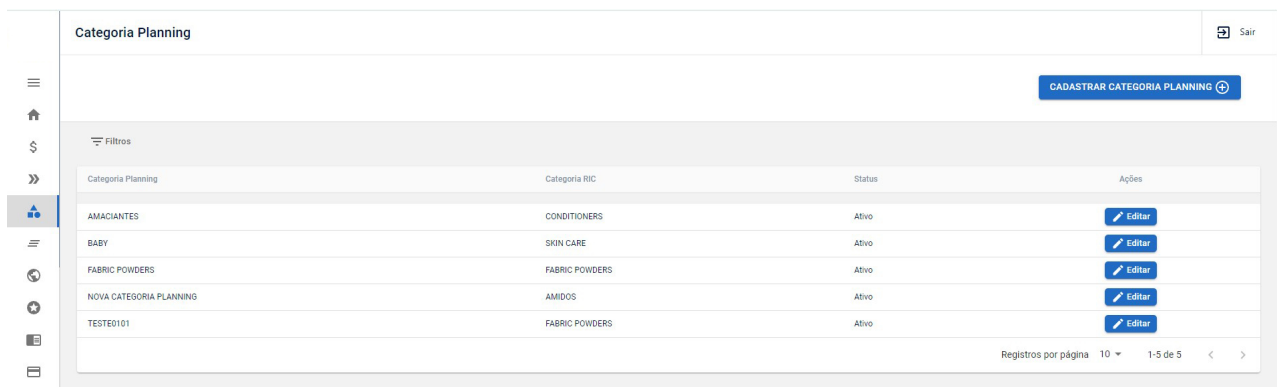 Categoria Planning
Sair
CADASTRAR CATEGORIA PLANNING
Filtros
Categoria Planning Categoria RIC Status Ações
AMACIANTES CONDITIONERS Ativo Editar
BABY SKIN CARE Ativo Editar
FABRIC POWDERS FABRIC POWDERS Ativo Editar
NOVA CATEGORIA PLANNING AMIDOS Ativo Editar
TESTE0101 FABRIC POWDERS Ativo Editar
Registros por página 10 1-5 de 5